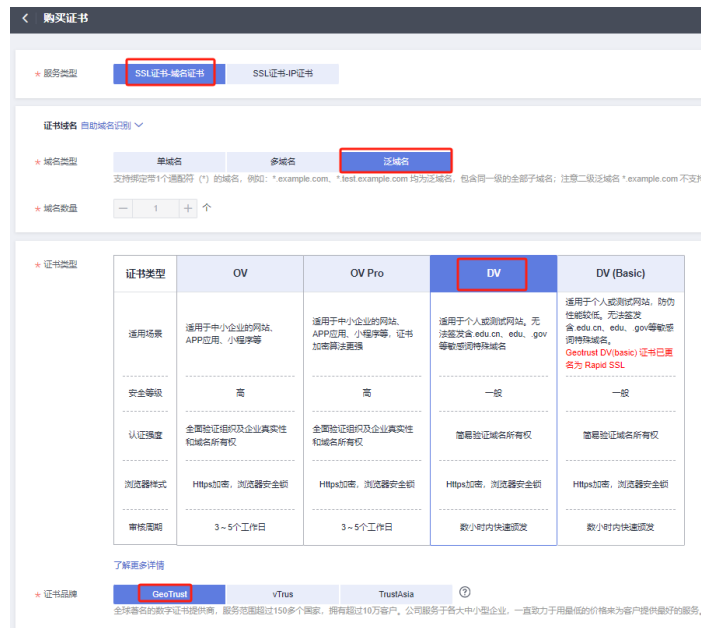 购买证书
* 服务类型 SSL证书-域名证书 SSL证书-IP证书
证书域名 自助域名识别
* 域名类型 单域名 多域名 泛域名
支持绑定带1个通配符 (*) 的域名，例如：*.example.com、*.test.example.com 均为泛域名，包含同一级的全部子域名；注意二级泛域名 *.example.com 不支持
* 域名数量 — 1 + 个
* 证书类型
证书类型 OV OV Pro DV DV (Basic)
适用场景
适用于中小企业的网站、
APP应用、小程序等
适用于中小企业的网站、
APP应用、小程序等，证书
加密算法更强
适用于个人或测试网站。无
法签发含.edu.cn、edu、.gov
等敏感词特殊域名
适用于个人或测试网站，防伪
性能较低。无法签发
含.edu.cn、edu、.gov等敏感
词特殊域名。
Geotrust DV(basic) 证书已更
名为 Rapid SSL
安全等级 高 高 一般 一般
认证强度
全面验证组织及企业真实性
和域名所有权
全面验证组织及企业真实性
和域名所有权
简易验证域名所有权
简易验证域名所有权
浏览器样式 Https加密，浏览器安全锁 Https加密，浏览器安全锁 Https加密，浏览器安全锁 Https加密，浏览器安全锁
审核周期 3~5个工作日 3~5个工作日 数小时内快速颁发 数小时内快速颁发
了解更多详情
* 证书品牌 GeoTrust vTrus TrustAsia
全球著名的数字证书提供商，服务范围超过150多个国家，拥有超过10万客户。公司服务于各大中小型企业，一直致力于用最低的价格来为客户提供最好的服务。